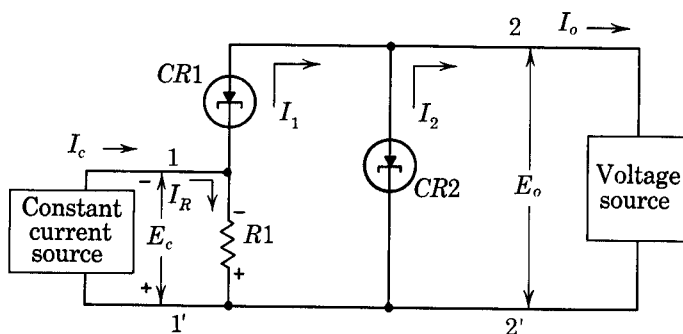 2
I_o
CR1
I_1
I_2
I_c
1
-
I_R
-
Constant
current
source
E_c
R1
CR2
E_o
Voltage
source
+
+
1'
2'